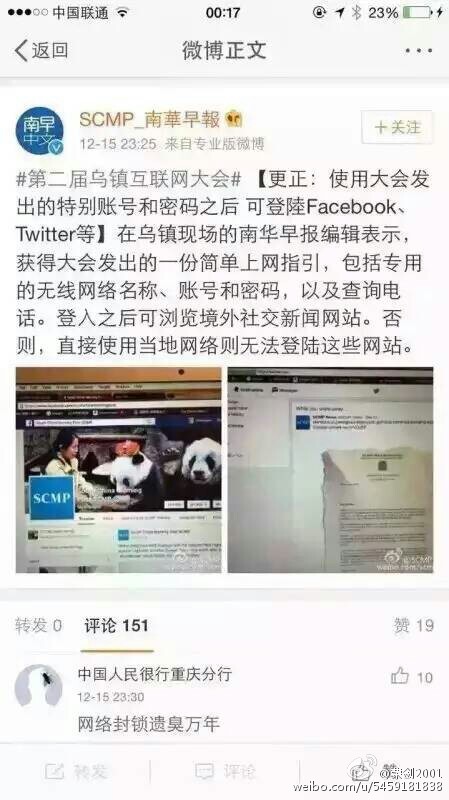 中国联通
00:17
23%
返回
微博正文
南早
中文
SCMP_南華早報
12-15 23:25 来自专业版微博
+关注
#第二届乌镇互联网大会# 【更正：使用大会发
出的特别账号和密码之后 可登陸Facebook、
Twitter等】在乌镇现场的南华早报编辑表示，
获得大会发出的一份简单上网指引，包括专用
的无线网络名称、账号和密码，以及查询电
话。登入之后可浏览境外社交新闻网站。否
则，直接使用当地网络则无法登陆这些网站。
SCMP
@SCMP
weibo.com/scm
转发 0
评论 151
赞 19
中国人民很行重庆分行
12-15 23:30
10
网络封锁遗臭万年
转发
评论
赞
2001
weibo.com/u/5459181838